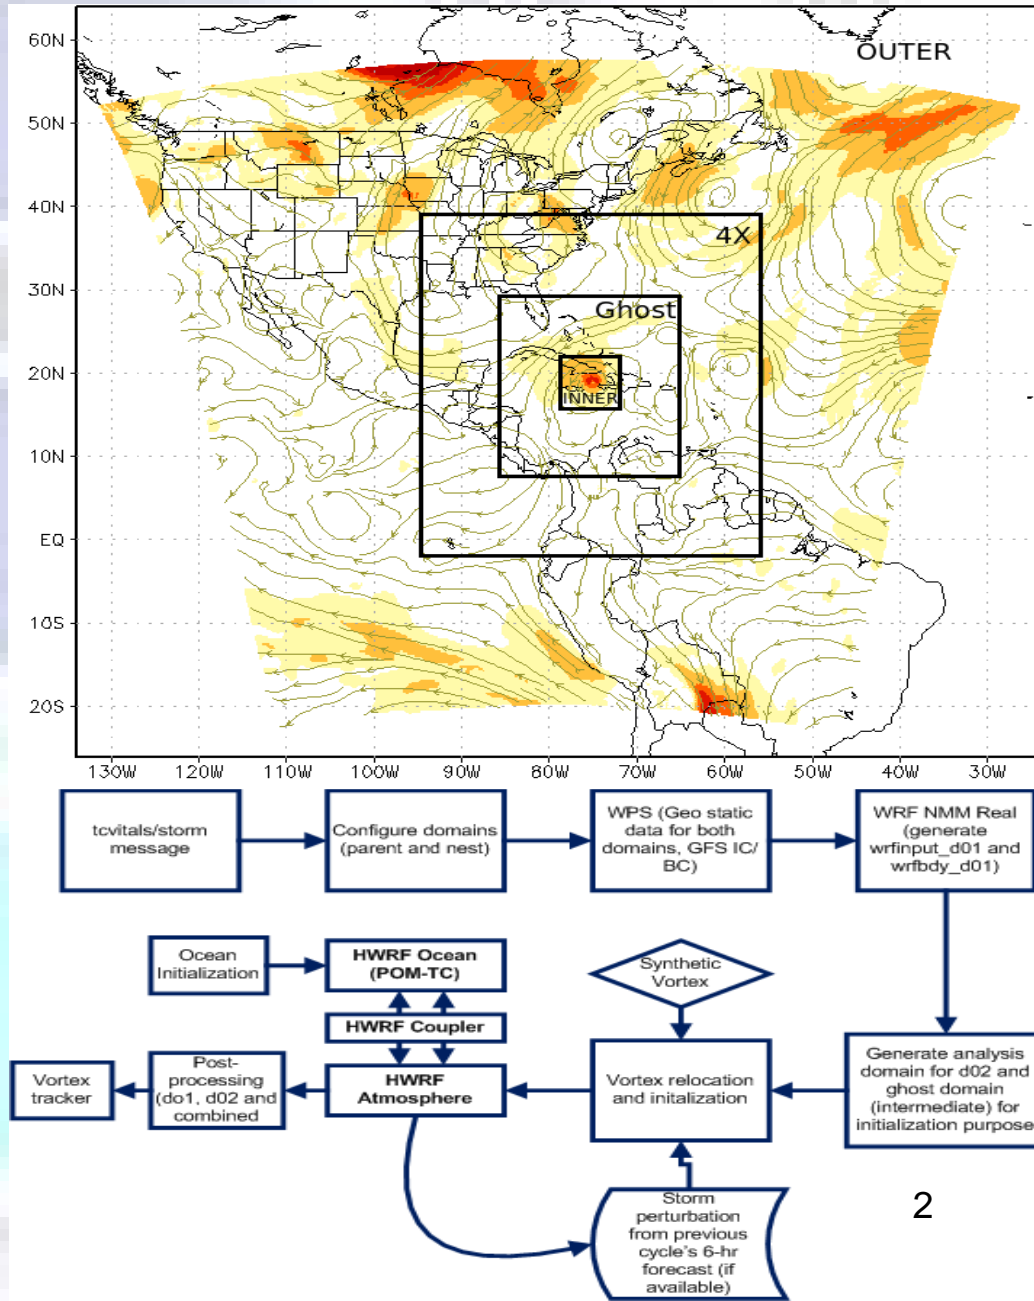 OUTER
4X
Ghost
INNER
60N
50N
40N
30N
20N
10N
EQ
10S
20S
130W 120W 110W 100W 90W 80W 70W 60W 50W 40W 30W
tcvitals/storm
message
Configure domains
(parent and nest)
WPS (Geo static
data for both
domains, GFS IC/
BC)
WRF NMM Real
(generate
wrfinput_d01 and
wrfbdy_d01)
Ocean
Initialization
HWRF Ocean
(POM-TC)
HWRF Coupler
HWRF
Atmosphere
Synthetic
Vortex
Vortex relocation
and initalization
Generate analysis
domain for d02 and
ghost domain
(intermediate) for
initialization purpose
Post-
processing
(do1, d02 and
combined
Vortex
tracker
Storm
perturbation
from previous
cycle's 6-hr
forecast (if
available)
2